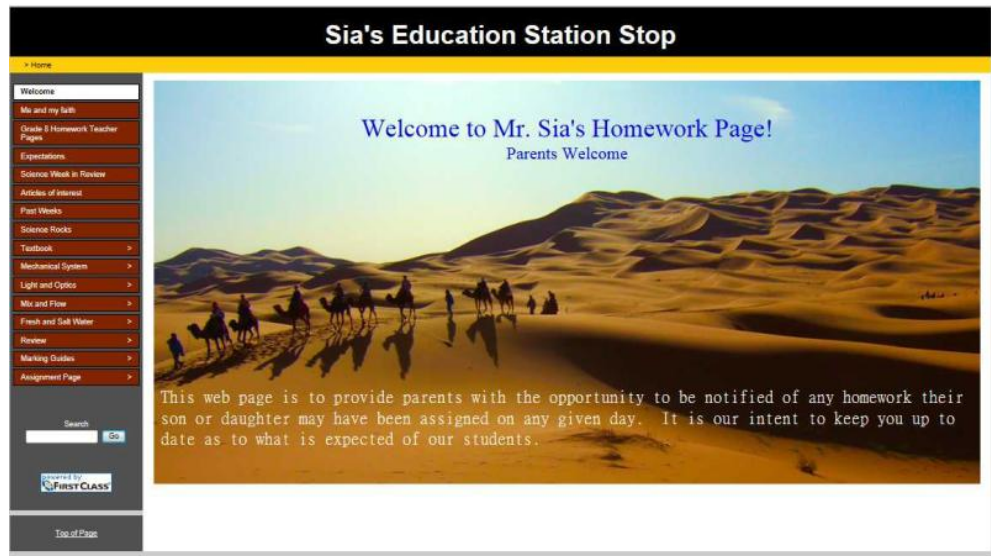 Sia's Education Station Stop
> Home
Welcome
Me and my faith
Grade 8 Homework Teacher
Pages
Expectations
Science Week in Review
Articles of interest
Past Weeks
Science Rocks
Textbook >
Mechanical System >
Light and Optics >
Mix and Flow >
Fresh and Salt Water >
Review >
Marking Guides >
Assignment Page >
Search
Go
powered by
FIRSTCLASS
Top of Page
Welcome to Mr. Sia's Homework Page!
Parents Welcome
This web page is to provide parents with the opportunity to be notified of any homework their
son or daughter may have been assigned on any given day. It is our intent to keep you up to
date as to what is expected of our students.